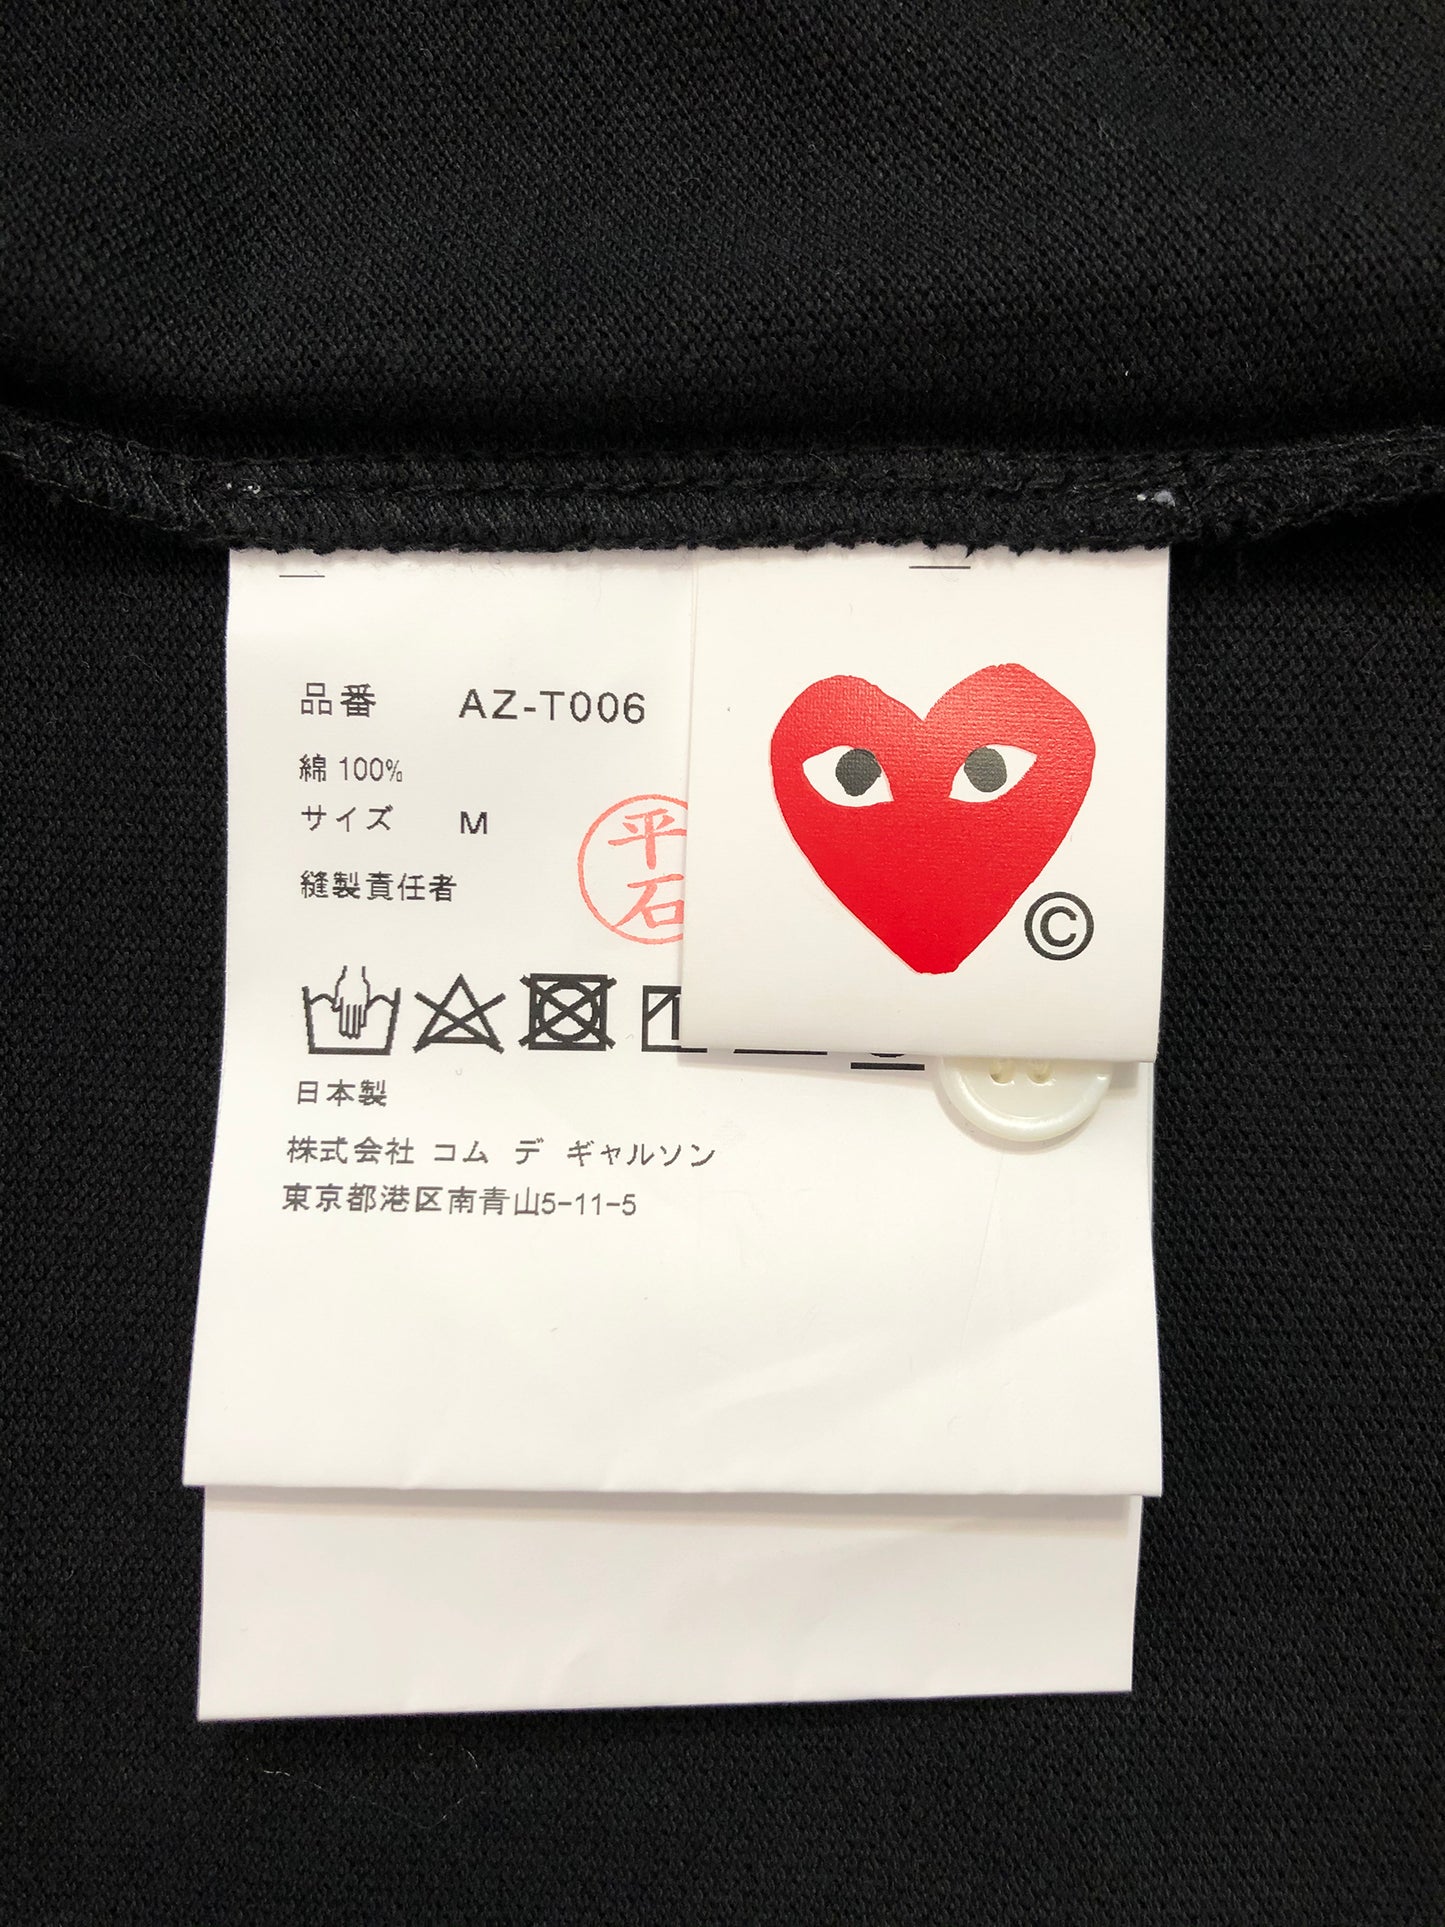 品番 AZ-T006
綿 100%
サイズ M
縫製責任者
平
石
©
日本製
株式会社 コム デ ギャルソン
東京都港区南青山5-11-5